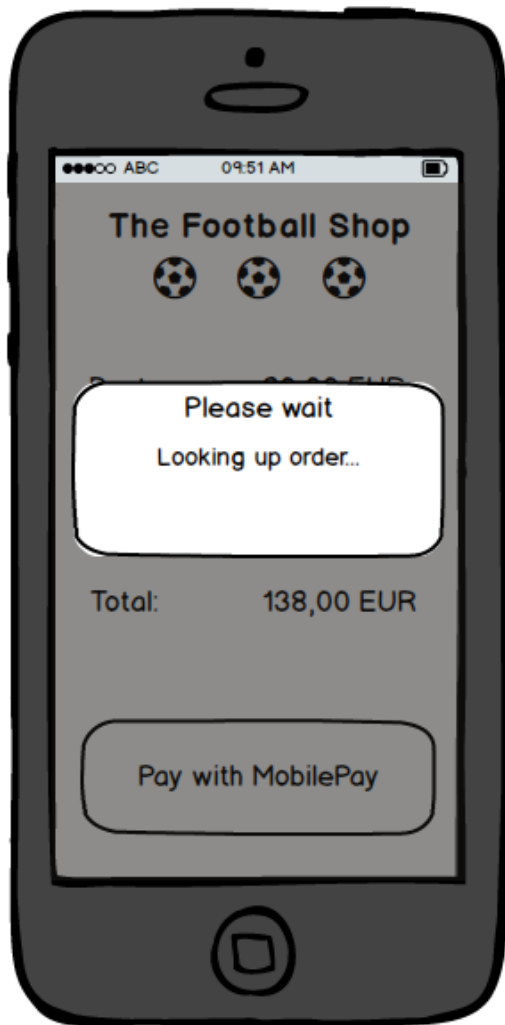 ABC 09:51 AM
The Football Shop
Please wait
Looking up order...
Total: 138,00 EUR
Pay with MobilePay